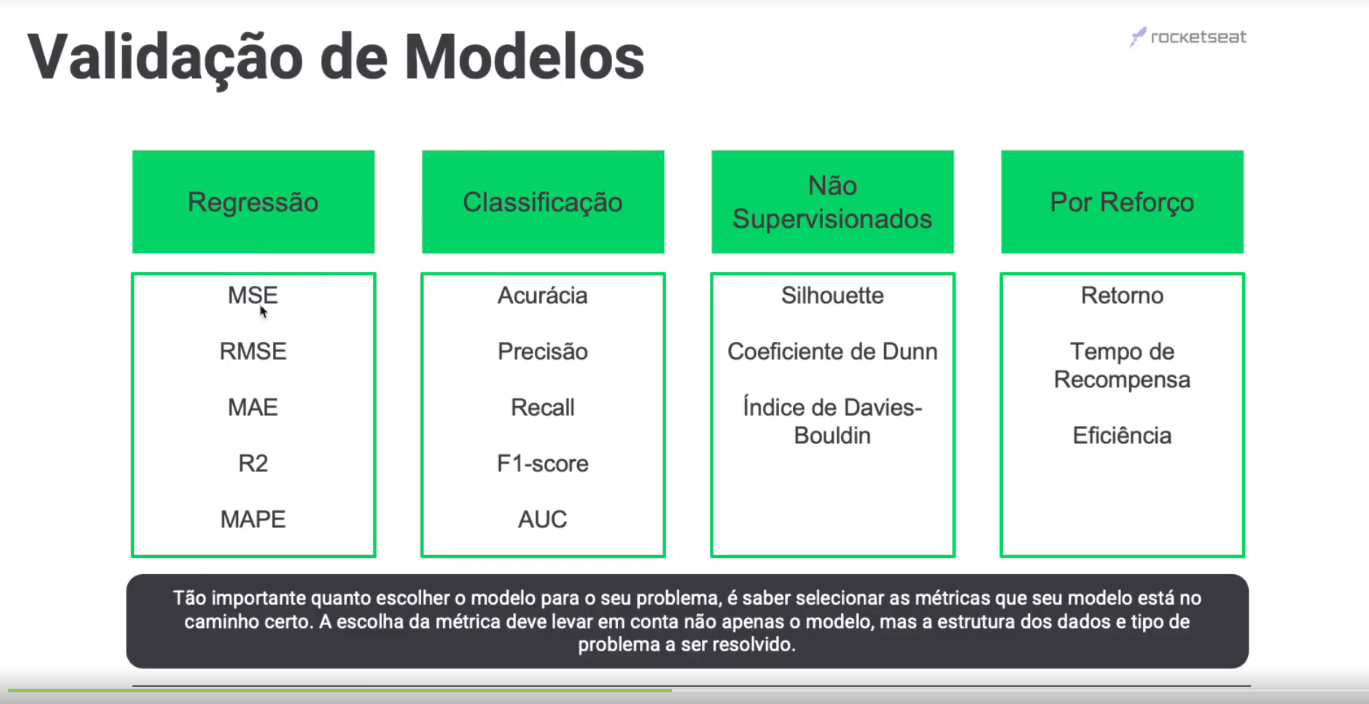 Validação de Modelos
rocketseat
Regressão
MSE
RMSE
MAE
R2
MAPE
Classificação
Acurácia
Precisão
Recall
F1-score
AUC
Não
Supervisionados
Silhouette
Coeficiente de Dunn
Índice de Davies-
Bouldin
Por Reforço
Retorno
Tempo de
Recompensa
Eficiência
Tão importante quanto escolher o modelo para o seu problema, é saber selecionar as métricas que seu modelo está no
caminho certo. A escolha da métrica deve levar em conta não apenas o modelo, mas a estrutura dos dados e tipo de
problema a ser resolvido.